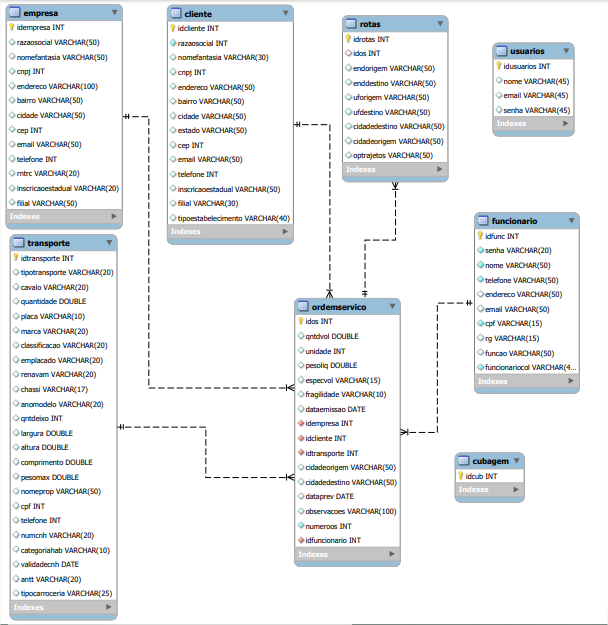 empresa
idempresa INT
razaosocial VARCHAR(50)
nomefantasia VARCHAR(50)
cnpj INT
endereco VARCHAR(100)
bairro VARCHAR(50)
cidade VARCHAR(50)
cep INT
email VARCHAR(50)
telefone INT
rntrc VARCHAR(20)
inscricaoestadual VARCHAR(20)
filial VARCHAR(50)
Indexes
cliente
idcliente INT
razaosocial INT
nomefantasia VARCHAR(30)
cnpj INT
endereco VARCHAR(50)
bairro VARCHAR(50)
cidade VARCHAR(50)
estado VARCHAR(50)
cep INT
email VARCHAR(50)
telefone INT
inscricaoestadual VARCHAR(50)
filial VARCHAR(30)
tipoestabelecimento VARCHAR(40)
Indexes
rotas
idrotas INT
idos INT
endorigem VARCHAR(50)
enddestino VARCHAR(50)
uforigem VARCHAR(50)
ufdestino VARCHAR(50)
cidadedestino VARCHAR(50)
cidadeorigem VARCHAR(50)
optrajetos VARCHAR(50)
Indexes
usuarios
idusuarios INT
nome VARCHAR(45)
email VARCHAR(45)
senha VARCHAR(45)
Indexes
transporte
idtransporte INT
tipotransporte VARCHAR(20)
cavalo VARCHAR(20)
quantidade DOUBLE
placa VARCHAR(10)
marca VARCHAR(20)
classificacao VARCHAR(20)
emplacado VARCHAR(20)
renavam VARCHAR(20)
chassi VARCHAR(17)
anomodelo VARCHAR(20)
qntdeixo INT
largura DOUBLE
altura DOUBLE
comprimento DOUBLE
pesomax DOUBLE
nomeprop VARCHAR(50)
cpf INT
telefone INT
numcnh VARCHAR(20)
categoriahab VARCHAR(10)
validadecnh DATE
antt VARCHAR(20)
tipocarroceria VARCHAR(25)
Indexes
ordemservico
idos INT
qntdvol DOUBLE
unidade INT
pesoliq DOUBLE
especvol VARCHAR(15)
fragilidade VARCHAR(10)
dataemissao DATE
idempresa INT
idcliente INT
idtransporte INT
cidadeorigem VARCHAR(50)
cidadedestino VARCHAR(50)
dataprev DATE
observacoes VARCHAR(100)
numeroos INT
idfuncionario INT
Indexes
funcionario
idfunc INT
senha VARCHAR(20)
nome VARCHAR(50)
telefone VARCHAR(50)
endereco VARCHAR(50)
email VARCHAR(50)
cpf VARCHAR(15)
rg VARCHAR(15)
funcao VARCHAR(50)
funcionariocol VARCHAR(4...
Indexes
cubagem
idcub INT
Indexes